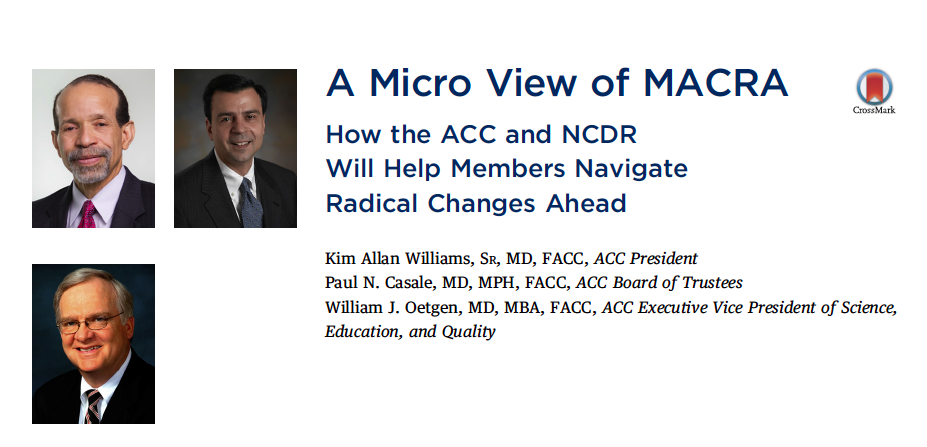 A Micro View of MACRA
CrossMark
How the ACC and NCDR
Will Help Members Navigate
Radical Changes Ahead
Kim Allan Williams, SR, MD, FACC, ACC President
Paul N. Casale, MD, MPH, FACC, ACC Board of Trustees
William J. Oetgen, MD, MBA, FACC, ACC Executive Vice President of Science,
Education, and Quality